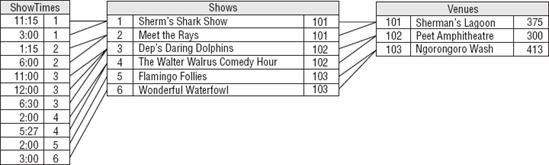 ShowTimes
11:15 1
3:00 1
1:15 2
6:00 2
11:00 3
12:00 3
6:30 3
2:00 4
5:27 4
2:00 5
3:00 6
Shows
1 Sherm's Shark Show 101
2 Meet the Rays 101
3 Dep's Daring Dolphins 102
4 The Walter Walrus Comedy Hour 102
5 Flamingo Follies 103
6 Wonderful Waterfowl 103
Venues
101 Sherman's Lagoon 375
102 Peet Amphitheatre 300
103 Ngorongoro Wash 413